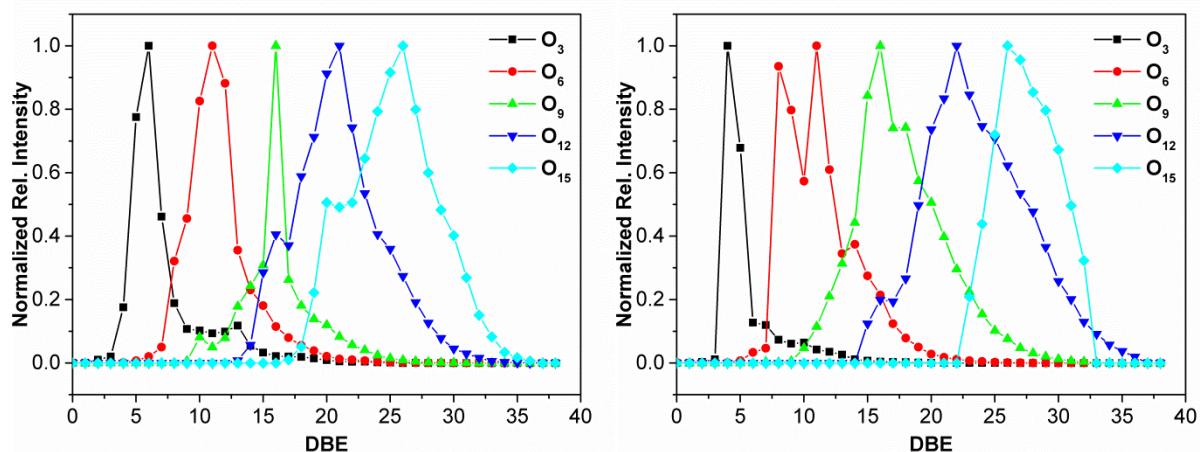 Normalized Rel. Intensity
1.0
0.8
0.6
0.4
0.2
0.0
0 5 10 15 20 25 30 35 40
DBE
O₃
O₆
O₉
O₁₂
O₁₅
Normalized Rel. Intensity
1.0
0.8
0.6
0.4
0.2
0.0
0 5 10 15 20 25 30 35 40
DBE
O₃
O₆
O₉
O₁₂
O₁₅